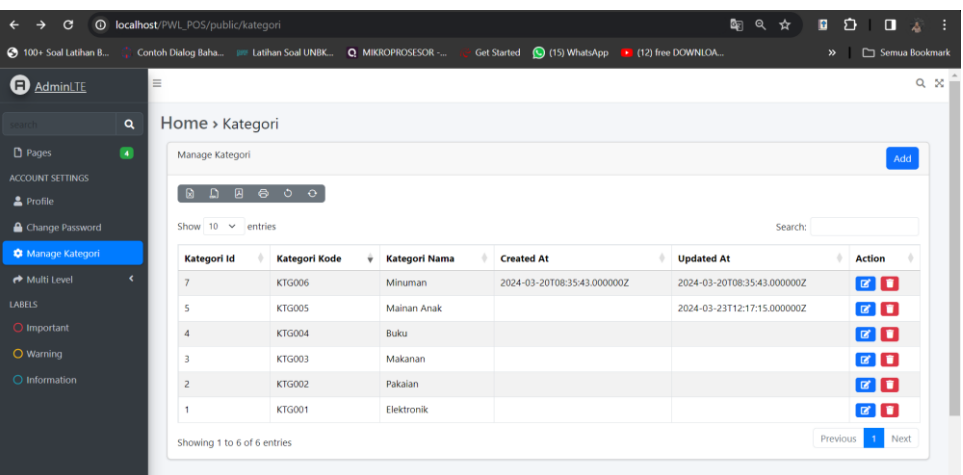 localhost/PWL_POS/public/kategori
100+ Soal Latihan B... Contoh Dialog Baha... Latihan Soal UNBK... MIKROPROSESOR -... Get Started (15) WhatsApp (12) free DOWNLOA... » Semua Bookmark
AdminLTE
search
Home › Kategori
Pages 4
Manage Kategori Add
ACCOUNT SETTINGS
Profile
Change Password
Show 10 entries Search:
Manage Kategori
Kategori Id Kategori Kode Kategori Nama Created At Updated At Action
Multi Level
7 KTG006 Minuman 2024-03-20T08:35:43.000000Z 2024-03-20T08:35:43.000000Z
LABELS
5 KTG005 Mainan Anak 2024-03-23T12:17:15.000000Z
Important
4 KTG004 Buku
Warning
3 KTG003 Makanan
Information
2 KTG002 Pakaian
1 KTG001 Elektronik
Showing 1 to 6 of 6 entries Previous 1 Next